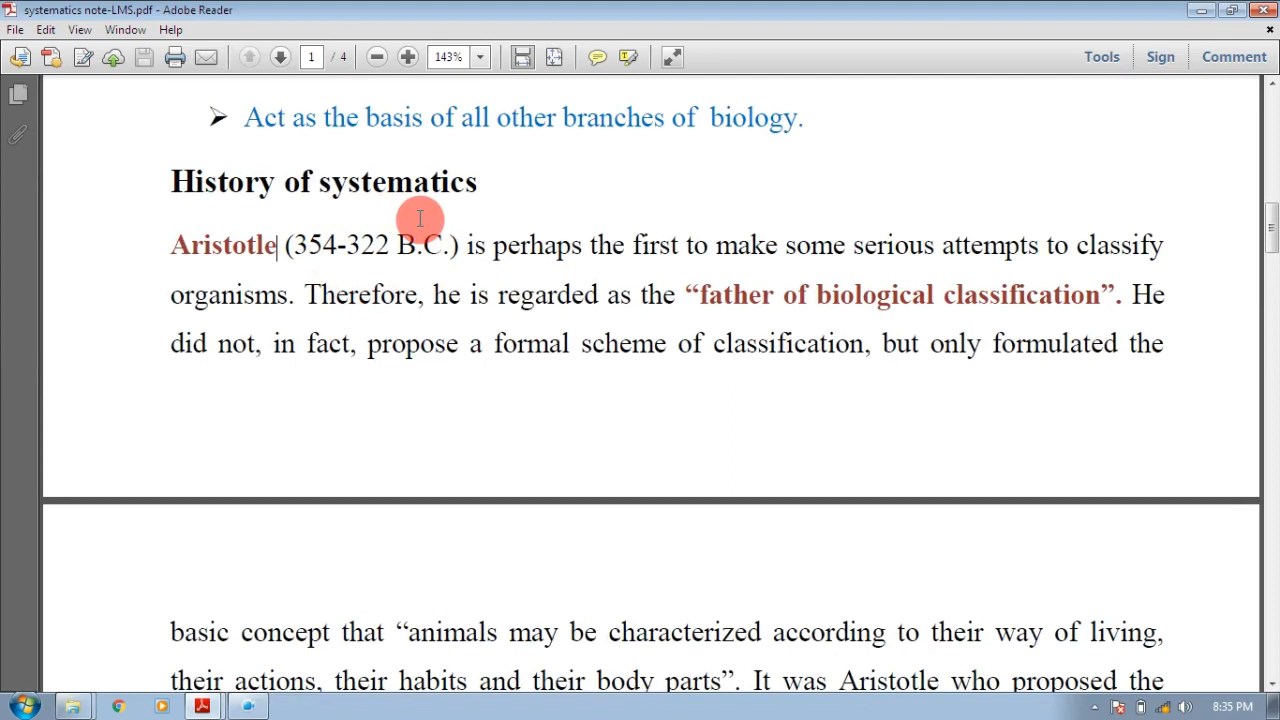 systematics note-LMS.pdf - Adobe Reader
File Edit View Window Help
1 / 4 143% Tools Sign Comment
Act as the basis of all other branches of biology.
History of systematics
Aristotle (354-322 B.C.) is perhaps the first to make some serious attempts to classify
organisms. Therefore, he is regarded as the “father of biological classification”. He
did not, in fact, propose a formal scheme of classification, but only formulated the
basic concept that “animals may be characterized according to their way of living,
their actions, their habits and their body parts”. It was Aristotle who proposed the
8:35 PM